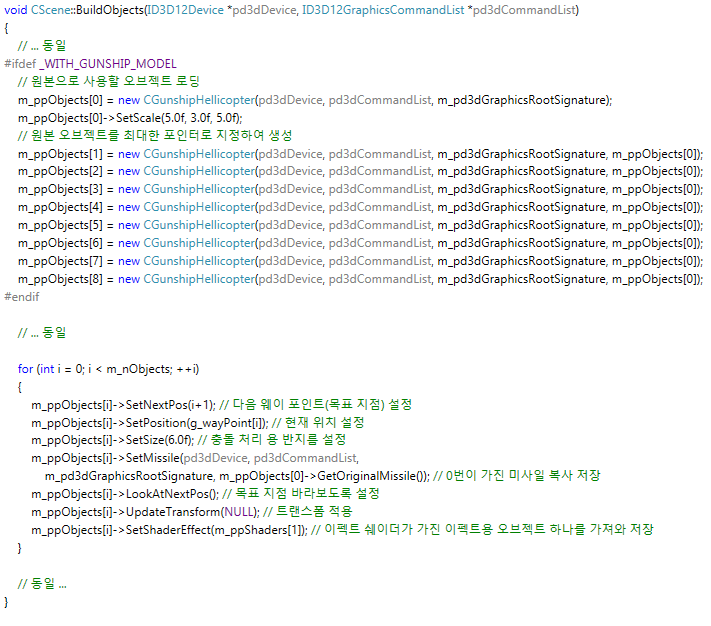 void CScene::BuildObjects(ID3D12Device *pd3dDevice, ID3D12GraphicsCommandList *pd3dCommandList)
{
// ... 동일
#ifdef _WITH_GUNSHIP_MODEL
// 원본으로 사용할 오브젝트 로딩
m_ppObjects[0] = new CGunshipHellicopter(pd3dDevice, pd3dCommandList, m_pd3dGraphicsRootSignature);
m_ppObjects[0]->SetScale(5.0f, 3.0f, 5.0f);
// 원본 오브젝트를 최대한 포인터로 지정하여 생성
m_ppObjects[1] = new CGunshipHellicopter(pd3dDevice, pd3dCommandList, m_pd3dGraphicsRootSignature, m_ppObjects[0]);
m_ppObjects[2] = new CGunshipHellicopter(pd3dDevice, pd3dCommandList, m_pd3dGraphicsRootSignature, m_ppObjects[0]);
m_ppObjects[3] = new CGunshipHellicopter(pd3dDevice, pd3dCommandList, m_pd3dGraphicsRootSignature, m_ppObjects[0]);
m_ppObjects[4] = new CGunshipHellicopter(pd3dDevice, pd3dCommandList, m_pd3dGraphicsRootSignature, m_ppObjects[0]);
m_ppObjects[5] = new CGunshipHellicopter(pd3dDevice, pd3dCommandList, m_pd3dGraphicsRootSignature, m_ppObjects[0]);
m_ppObjects[6] = new CGunshipHellicopter(pd3dDevice, pd3dCommandList, m_pd3dGraphicsRootSignature, m_ppObjects[0]);
m_ppObjects[7] = new CGunshipHellicopter(pd3dDevice, pd3dCommandList, m_pd3dGraphicsRootSignature, m_ppObjects[0]);
m_ppObjects[8] = new CGunshipHellicopter(pd3dDevice, pd3dCommandList, m_pd3dGraphicsRootSignature, m_ppObjects[0]);
#endif
// ... 동일
for (int i = 0; i < m_nObjects; ++i)
{
m_ppObjects[i]->SetNextPos(i+1); // 다음 웨이 포인트(목표 지점) 설정
m_ppObjects[i]->SetPosition(g_wayPoint[i]); // 현재 위치 설정
m_ppObjects[i]->SetSize(6.0f); // 충돌 처리 용 반지름 설정
m_ppObjects[i]->SetMissile(pd3dDevice, pd3dCommandList,
m_pd3dGraphicsRootSignature, m_ppObjects[0]->GetOriginalMissile()); // 0번이 가진 미사일 복사 저장
m_ppObjects[i]->LookAtNextPos(); // 목표 지점 바라보도록 설정
m_ppObjects[i]->UpdateTransform(NULL); // 트랜스폼 적용
m_ppObjects[i]->SetShaderEffect(m_ppShaders[1]); // 이펙트 쉐이더가 가진 이펙트용 오브젝트 하나를 가져와 저장
}
// 동일 ...
}